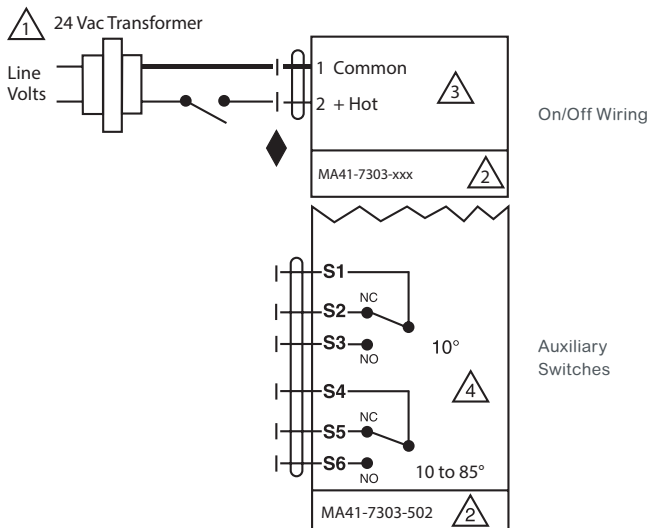 1 24 Vac Transformer
Line
Volts
1 Common
2 + Hot
3
On/Off Wiring
MA41-7303-xxx
2
S1
S2
NC
S3
NO
10°
S4
4
S5
NC
S6
NO
10 to 85°
Auxiliary
Switches
MA41-7303-502
2